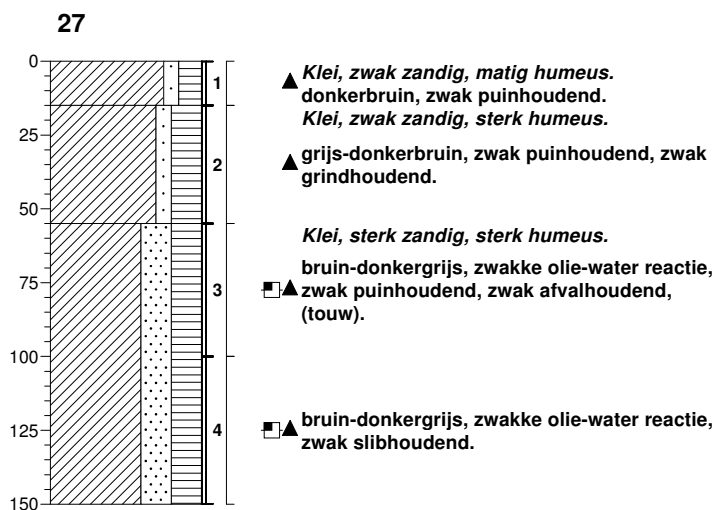 27
0
1
Klei, zwak zandig, matig humeus.
donkerbruin, zwak puinhoudend.
Klei, zwak zandig, sterk humeus.
25
2
grijs-donkerbruin, zwak puinhoudend, zwak
grindhoudend.
50
Klei, sterk zandig, sterk humeus.
bruin-donkergrijs, zwakke olie-water reactie,
75
3
zwak puinhoudend, zwak afvalhoudend,
(touw).
100
bruin-donkergrijs, zwakke olie-water reactie,
125
4
zwak slibhoudend.
150